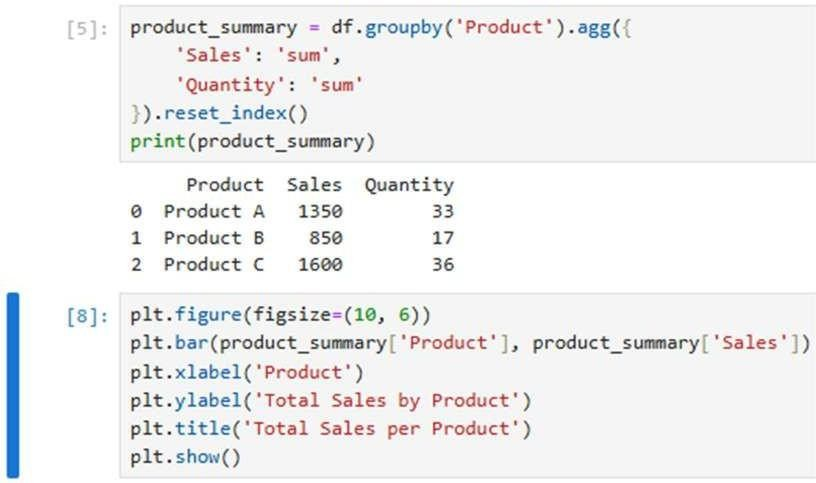 [5]: product_summary = df.groupby('Product').agg({
'Sales': 'sum',
'Quantity': 'sum'
}).reset_index()
print(product_summary)
Product Sales Quantity
0 Product A 1350 33
1 Product B 850 17
2 Product C 1600 36
[8]: plt.figure(figsize=(10, 6))
plt.bar(product_summary['Product'], product_summary['Sales'])
plt.xlabel('Product')
plt.ylabel('Total Sales by Product')
plt.title('Total Sales per Product')
plt.show()